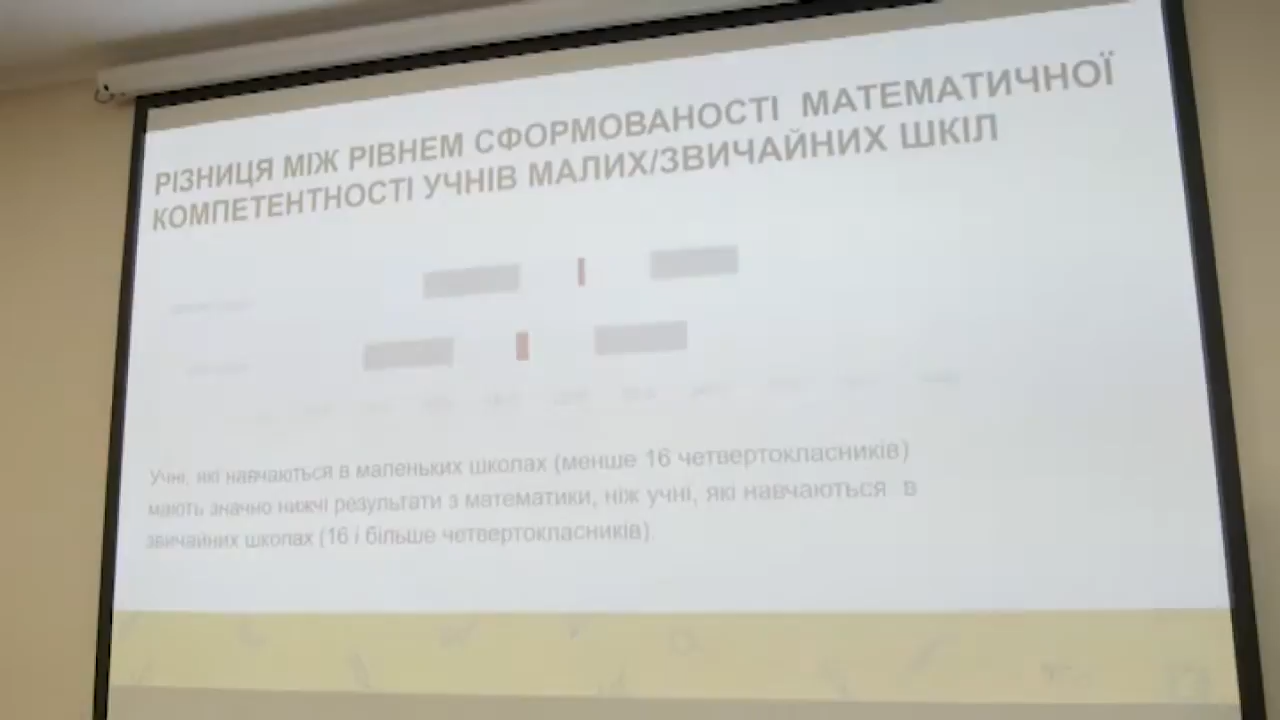 РІЗНИЦЯ МІЖ РІВНЕМ СФОРМОВАНОСТІ МАТЕМАТИЧНОЇ
КОМПЕТЕНТНОСТІ УЧНІВ МАЛИХ/ЗВИЧАЙНИХ ШКІЛ
Учні, які навчаються в маленьких школах (менше 16 четвертокласників)
мають значно нижчі результати з математики, ніж учні, які навчаються в
звичайних школах (16 і більше четвертокласників)